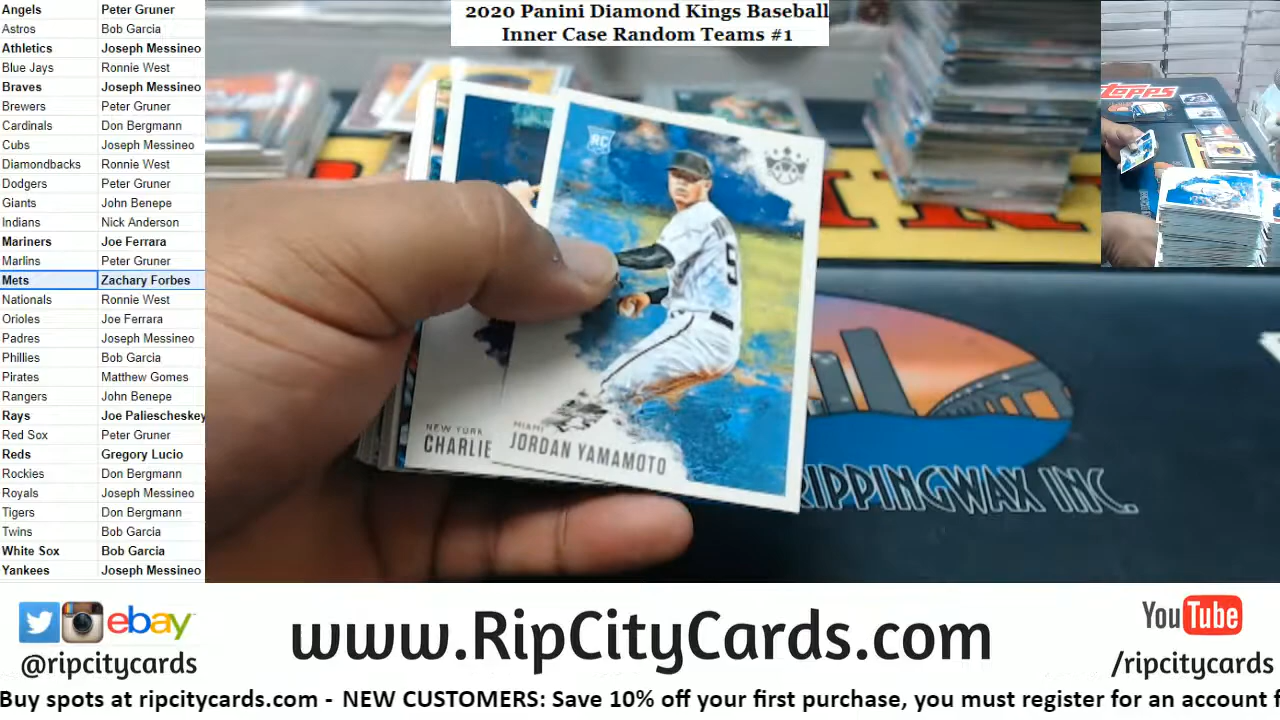 Angels Peter Gruner
Astros Bob Garcia
Athletics Joseph Messineo
Blue Jays Ronnie West
Braves Joseph Messineo
Brewers Peter Gruner
Cardinals Don Bergmann
Cubs Joseph Messineo
Diamondbacks Ronnie West
Dodgers Peter Gruner
Giants John Benepe
Indians Nick Anderson
Mariners Joe Ferrara
Marlins Peter Gruner
Mets Zachary Forbes
Nationals Ronnie West
Orioles Joe Ferrara
Padres Joseph Messineo
Phillies Bob Garcia
Pirates Matthew Gomes
Rangers John Benepe
Rays Joe Paliescheskey
Red Sox Peter Gruner
Reds Gregory Lucio
Rockies Don Bergmann
Royals Joseph Messineo
Tigers Don Bergmann
Twins Bob Garcia
White Sox Bob Garcia
Yankees Joseph Messineo
2020 Panini Diamond Kings Baseball
Inner Case Random Teams #1
RC
5
NEW YORK
CHARLIE
MIAMI
JORDAN YAMAMOTO
RIPPINGWAX INC.
TOPPS
ebay
@ripcitycards
www.RipCityCards.com
YouTube
/ripcitycards
Buy spots at ripcitycards.com - NEW CUSTOMERS: Save 10% off your first purchase, you must register for an account f